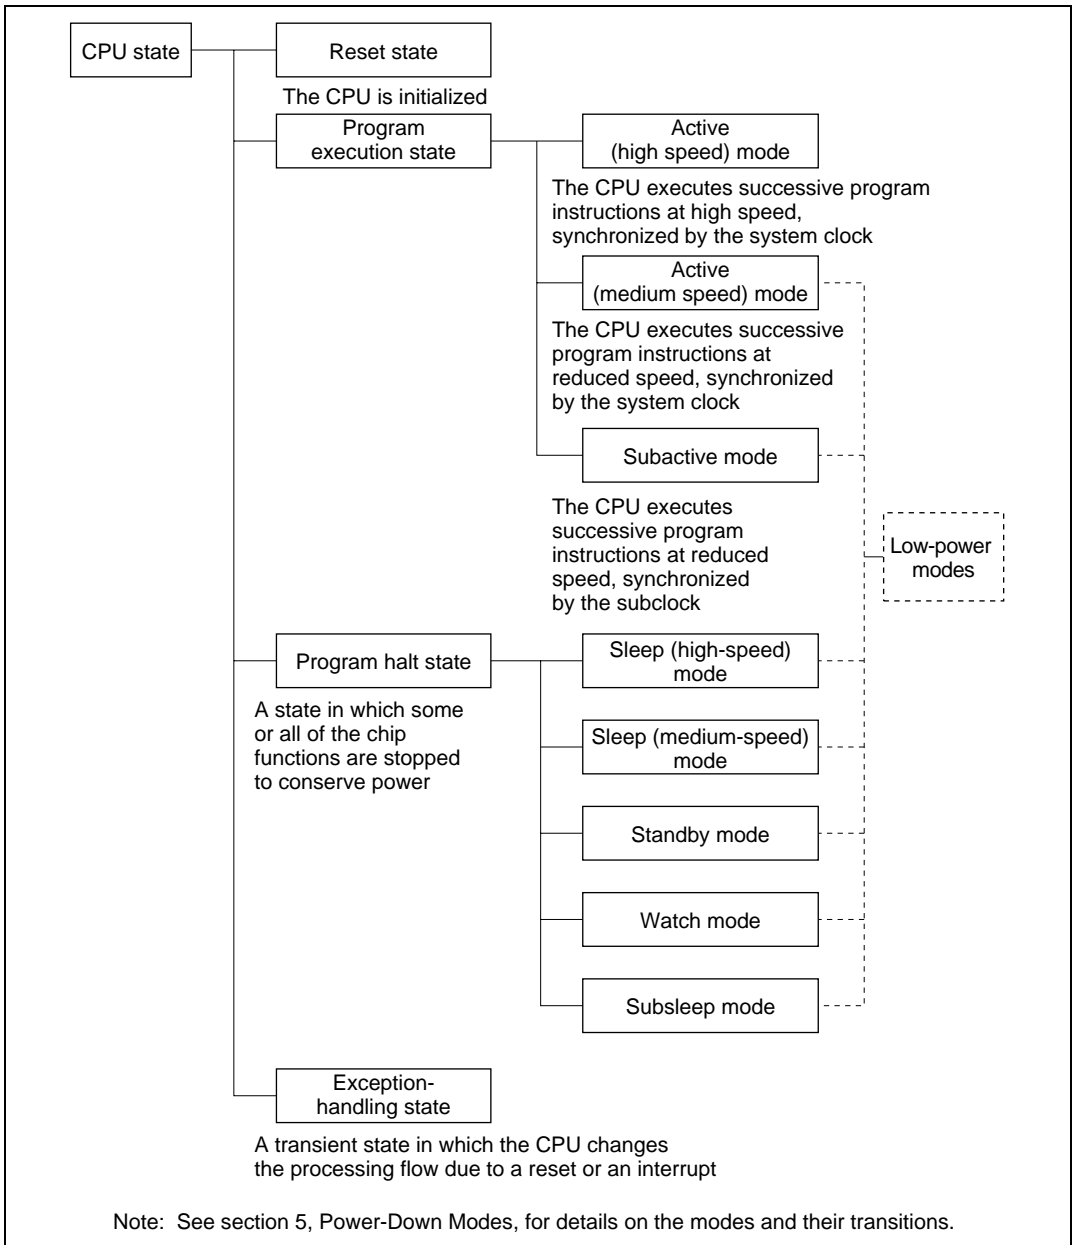 CPU state
Reset state
The CPU is initialized
Program
execution state
Active
(high speed) mode
The CPU executes successive program
instructions at high speed,
synchronized by the system clock
Active
(medium speed) mode
The CPU executes successive
program instructions at
reduced speed, synchronized
by the system clock
Subactive mode
The CPU executes
successive program
instructions at reduced
speed, synchronized
by the subclock
Low-power
modes
Program halt state
A state in which some
or all of the chip
functions are stopped
to conserve power
Sleep (high-speed)
mode
Sleep (medium-speed)
mode
Standby mode
Watch mode
Subsleep mode
Exception-
handling state
A transient state in which the CPU changes
the processing flow due to a reset or an interrupt
Note: See section 5, Power-Down Modes, for details on the modes and their transitions.